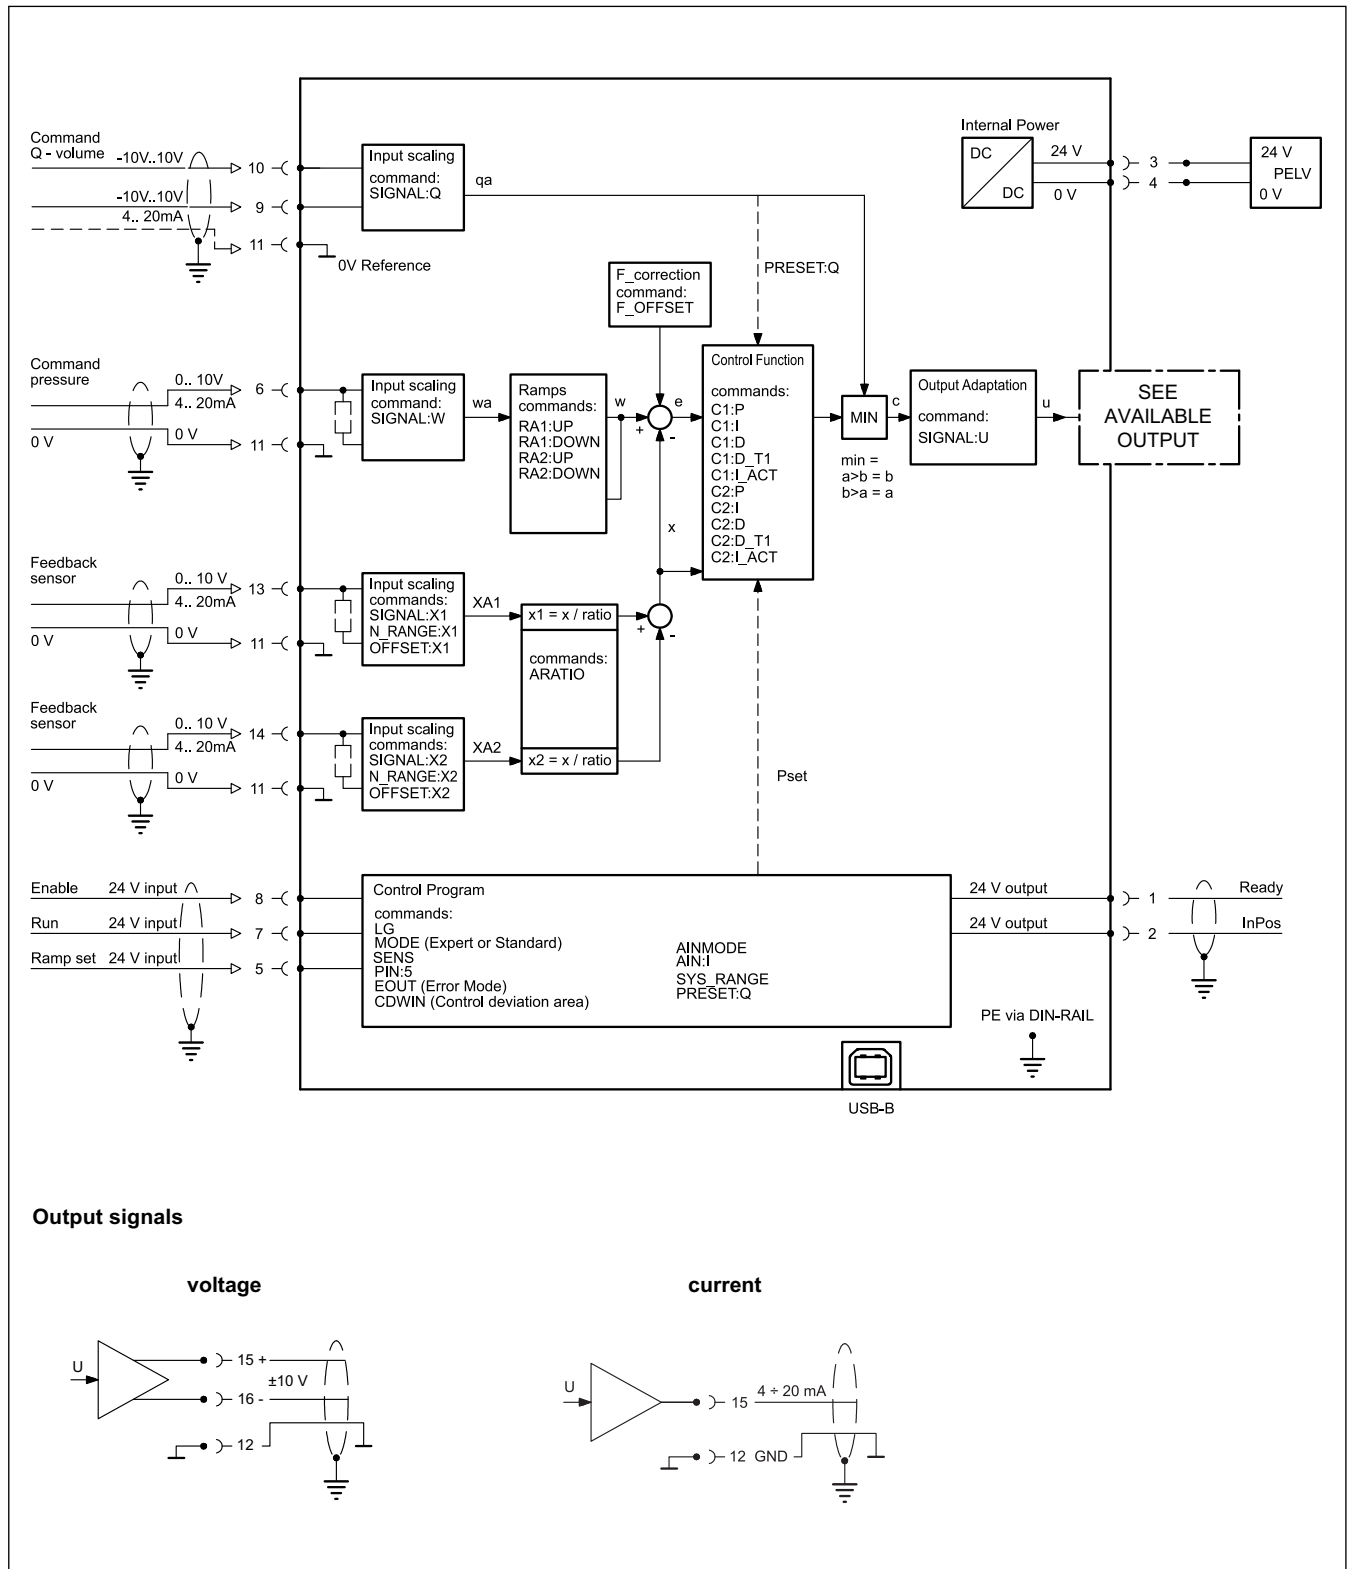 Command
Q - volume
-10V..10V
10
-10V..10V
9
4.. 20mA
11
0V Reference
Input scaling
command:
SIGNAL:Q
qa
PRESET:Q
Internal Power
DC
DC
24 V
0 V
3
4
24 V
PELV
0 V
F_correction
command:
F_OFFSET
Command
pressure
0.. 10V
6
4.. 20mA
0 V
0 V
11
Input scaling
command:
SIGNAL:W
wa
Ramps
commands:
RA1:UP
RA1:DOWN
RA2:UP
RA2:DOWN
w
+
-
e
x
Control Function
commands:
C1:P
C1:I
C1:D
C1:D_T1
C1:I_ACT
C2:P
C2:I
C2:D
C2:D_T1
C2:I_ACT
MIN
c
min =
a>b = b
b>a = a
Output Adaptation
command:
SIGNAL:U
u
SEE
AVAILABLE
OUTPUT
Feedback
sensor
0.. 10 V
13
4.. 20mA
0 V
0 V
11
Input scaling
commands:
SIGNAL:X1
N_RANGE:X1
OFFSET:X1
XA1
x1 = x / ratio
+
-
commands:
ARATIO
Feedback
sensor
0.. 10 V
14
4.. 20mA
0 V
0 V
11
Input scaling
commands:
SIGNAL:X2
N_RANGE:X2
OFFSET:X2
XA2
x2 = x / ratio
Pset
Enable 24 V input 8
Run 24 V input 7
Ramp set 24 V input 5
Control Program
commands:
LG
MODE (Expert or Standard)
SENS
PIN:5
EOUT (Error Mode)
CDWIN (Control deviation area)
AINMODE
AIN:I
SYS_RANGE
PRESET:Q
24 V output 1 Ready
24 V output 2 InPos
PE via DIN-RAIL
USB-B
Output signals
voltage
U
15 +
±10 V
16 -
12
current
U
15 4 ÷ 20 mA
12 GND